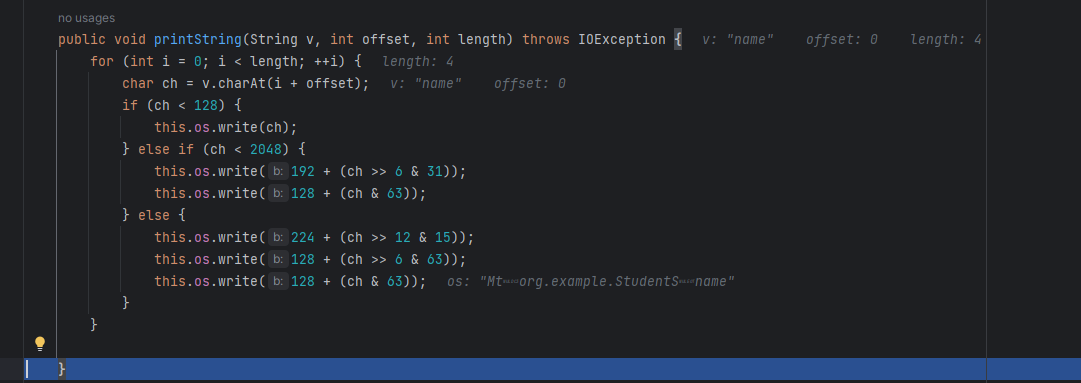 no usages
public void printString(String v, int offset, int length) throws IOException { v: "name" offset: 0 length: 4
for (int i = 0; i < length; ++i) { length: 4
char ch = v.charAt(i + offset); v: "name" offset: 0
if (ch < 128) {
this.os.write(ch);
} else if (ch < 2048) {
this.os.write( b: 192 + (ch >> 6 & 31));
this.os.write( b: 128 + (ch & 63));
} else {
this.os.write( b: 224 + (ch >> 12 & 15));
this.os.write( b: 128 + (ch >> 6 & 63));
this.os.write( b: 128 + (ch & 63)); os: "Mt org.example.StudentS name"
}
}
}